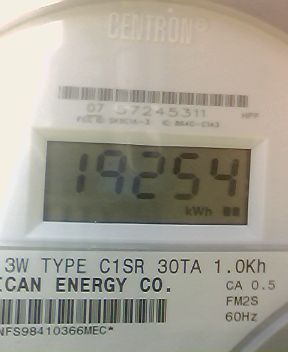 CENTRON®
07 57245311
HPF
19254
kWh
3W TYPE C1SR 30TA 1.0Kh
ICAN ENERGY CO.
CA 0.5
FM2S
60Hz
NFS98410366MEC*